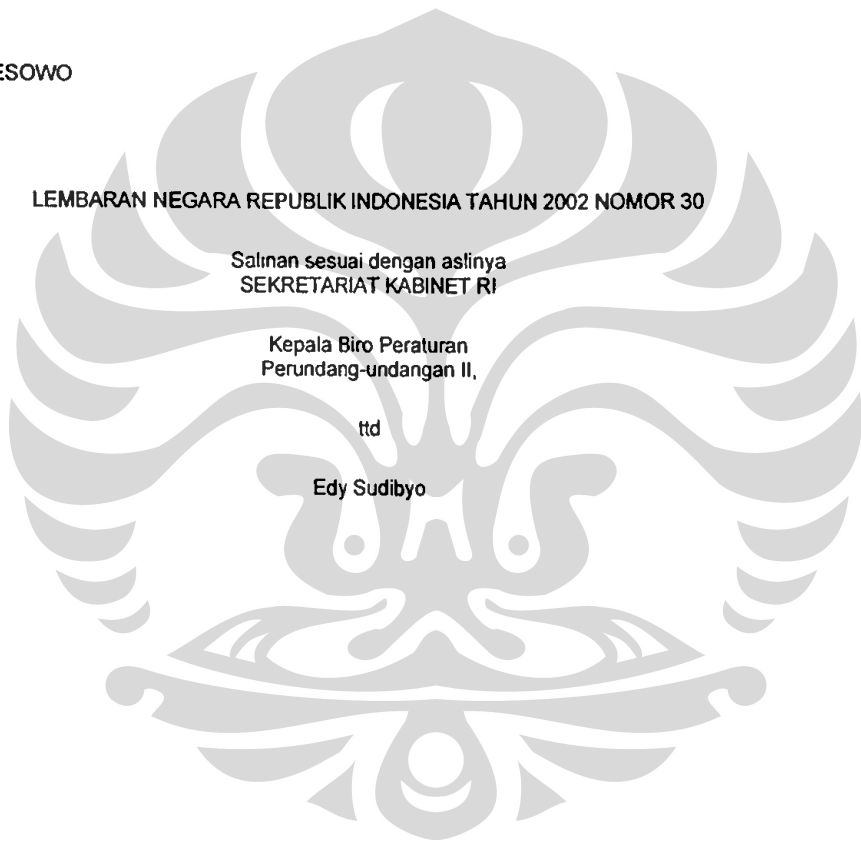 ESOWO
LEMBARAN NEGARA REPUBLIK INDONESIA TAHUN 2002 NOMOR 30
Salinan sesuai dengan aslinya
SEKRETARIAT KABINET RI
Kepala Biro Peraturan
Perundang-undangan II,
ttd
Edy Sudibyo